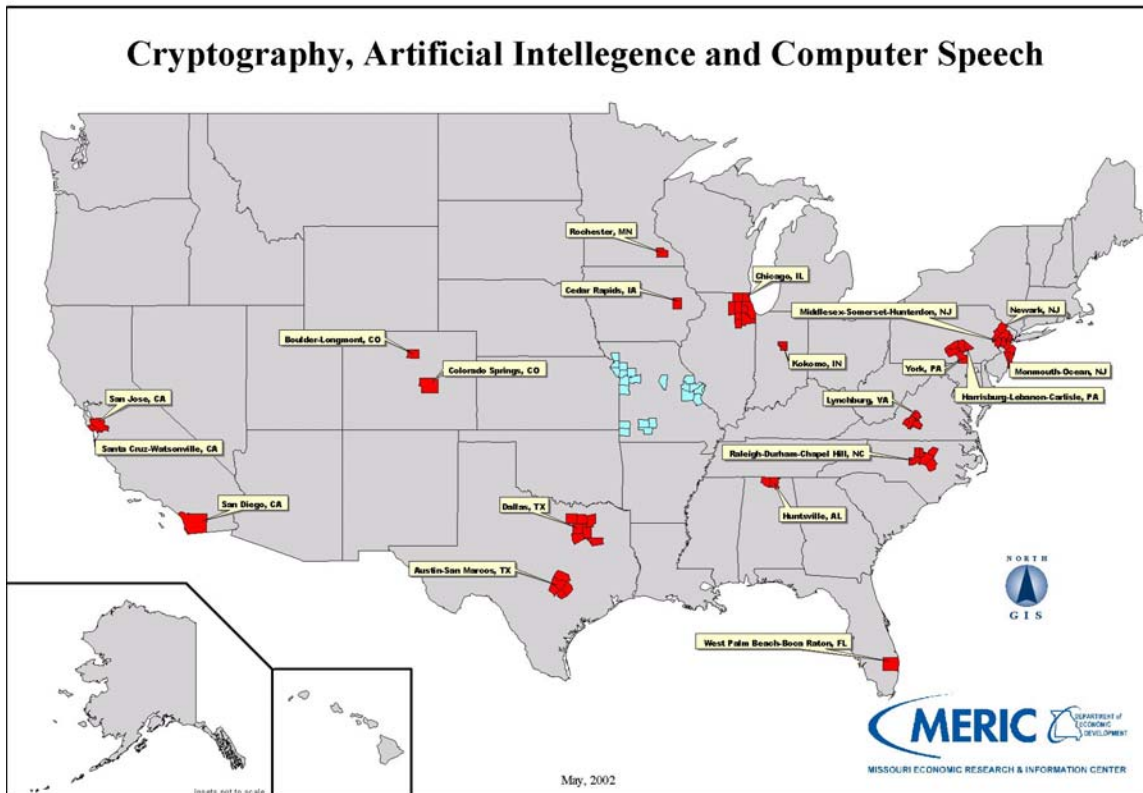 Cryptography, Artificial Intellegence and Computer Speech
Rochester, MN
Chicago, IL
Cedar Rapids, IA
Middlesex-Somerset-Hunterdon, NJ
Newark, NJ
Boulder-Longmont, CO
Colorado Springs, CO
Kokomo, IN
York, PA
Monmouth-Ocean, NJ
Harrisburg-Lebanon-Carlisle, PA
San Jose, CA
Lynchburg, VA
Santa Cruz-Watsonville, CA
Raleigh-Durham-Chapel Hill, NC
San Diego, CA
Dallas, TX
Huntsville, AL
Austin-San Marcos, TX
NORTH
GIS
West Palm Beach-Boca Raton, FL
MERIC
DEPARTMENT of
ECONOMIC
DEVELOPMENT
MISSOURI ECONOMIC RESEARCH & INFORMATION CENTER
May, 2002
Insets not to scale